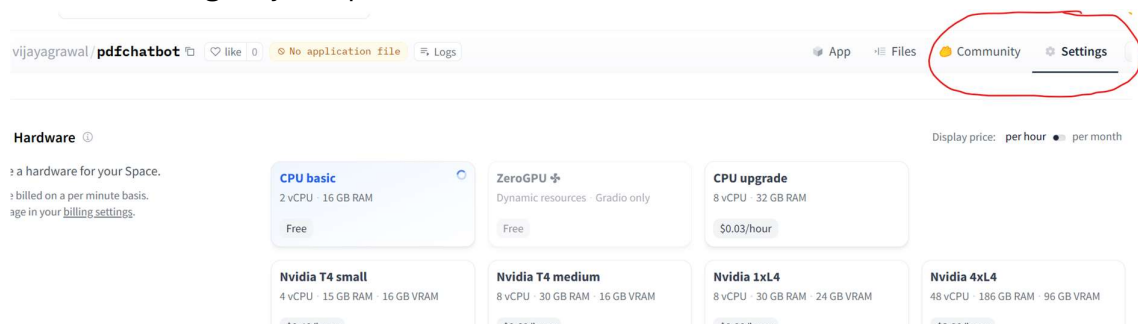 vijayagrawal/pdfchatbot like 0 No application file Logs App Files Community Settings
Hardware
Display price: per hour per month
a hardware for your Space.
billed on a per minute basis.
age in your billing settings.
CPU basic
2 vCPU · 16 GB RAM
Free
ZeroGPU
Dynamic resources · Gradio only
Free
CPU upgrade
8 vCPU · 32 GB RAM
$0.03/hour
Nvidia T4 small
4 vCPU · 15 GB RAM · 16 GB VRAM
Nvidia T4 medium
8 vCPU · 30 GB RAM · 16 GB VRAM
Nvidia 1xL4
8 vCPU · 30 GB RAM · 24 GB VRAM
Nvidia 4xL4
48 vCPU · 186 GB RAM · 96 GB VRAM